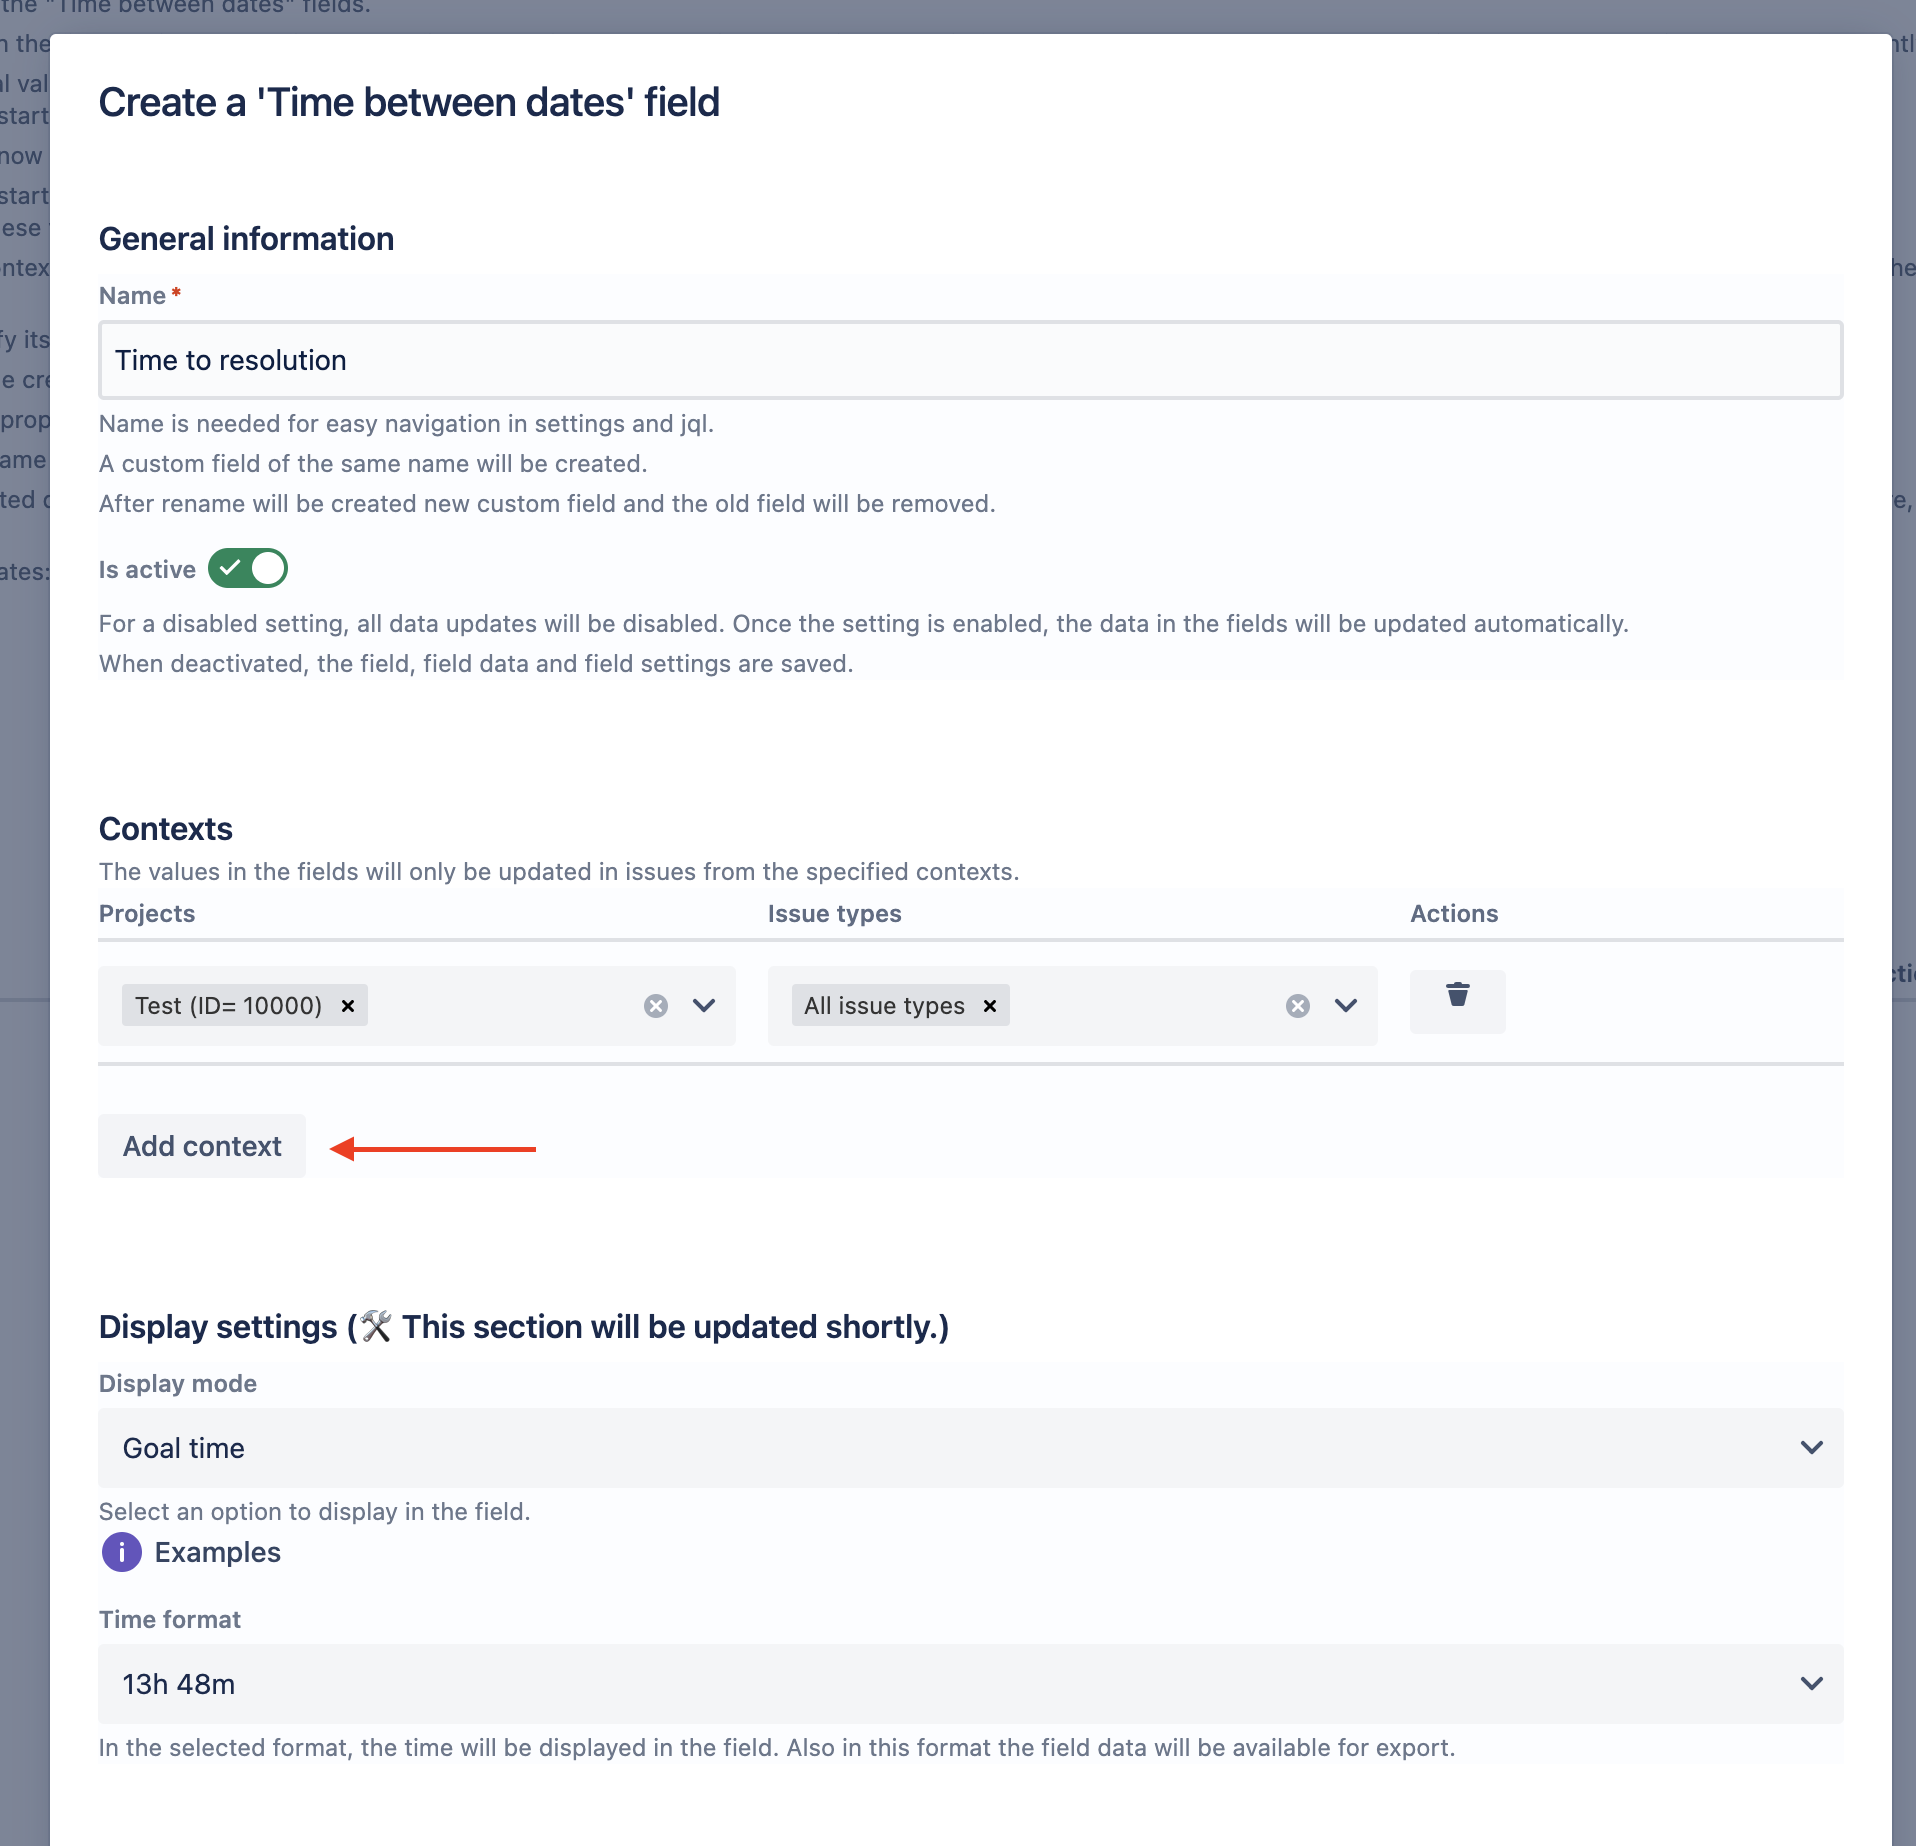 the "Time between dates" fields.
Create a 'Time between dates' field
General information
Name *
Time to resolution
Name is needed for easy navigation in settings and jql.
A custom field of the same name will be created.
After rename will be created new custom field and the old field will be removed.
Is active
For a disabled setting, all data updates will be disabled. Once the setting is enabled, the data in the fields will be updated automatically.
When deactivated, the field, field data and field settings are saved.
Contexts
The values in the fields will only be updated in issues from the specified contexts.
Projects Issue types Actions
Test (ID= 10000) All issue types
Add context
Display settings (🛠 This section will be updated shortly.)
Display mode
Goal time
Select an option to display in the field.
Examples
Time format
13h 48m
In the selected format, the time will be displayed in the field. Also in this format the field data will be available for export.